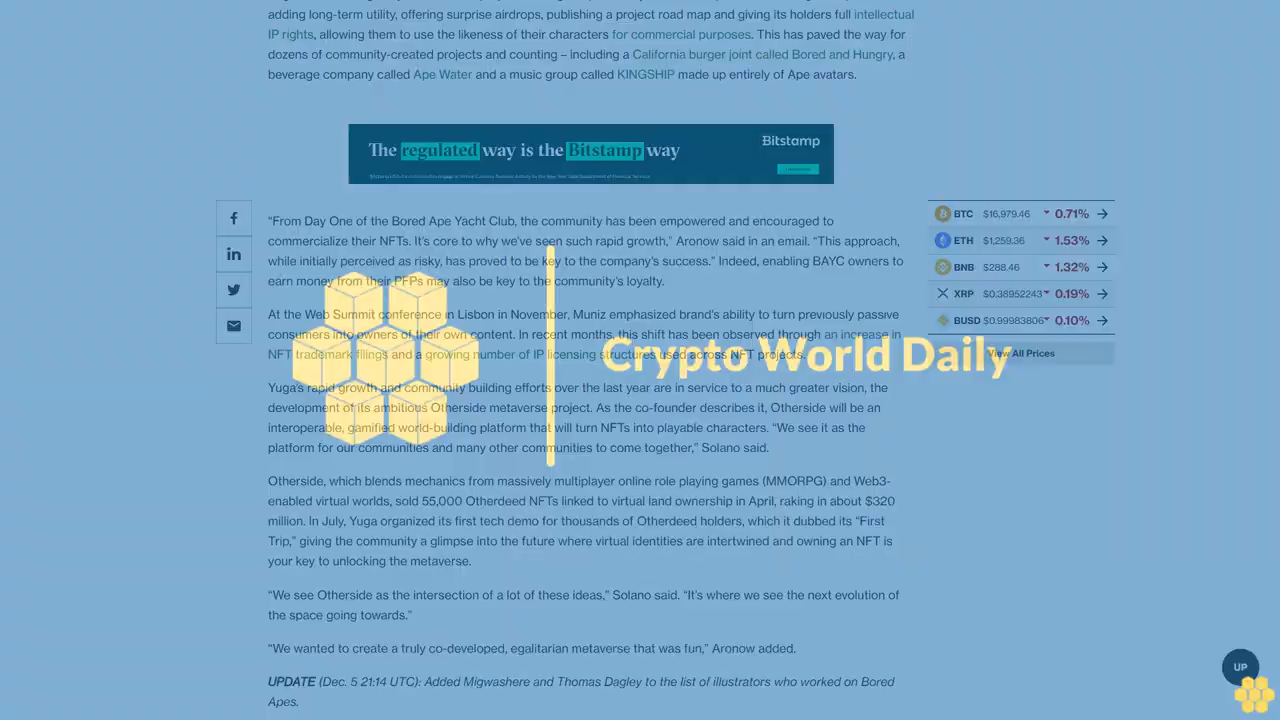 adding long-term utility, offering surprise airdrops, publishing a project road map and giving its holders full intellectual
IP rights, allowing them to use the likeness of their characters for commercial purposes. This has paved the way for
dozens of community-created projects and counting – including a California burger joint called Bored and Hungry, a
beverage company called Ape Water and a music group called KINGSHIP made up entirely of Ape avatars.
The regulated way is the Bitstamp way
Bitstamp
“From Day One of the Bored Ape Yacht Club, the community has been empowered and encouraged to
commercialize their NFTs. It’s core to why we’ve seen such rapid growth,” Aronow said in an email. “This approach,
while initially perceived as risky, has proved to be key to the company’s success.” Indeed, enabling BAYC owners to
earn money from their PFPs may also be key to the community’s loyalty.
At the Web Summit conference in Lisbon in November, Muniz emphasized brand’s ability to turn previously passive
consumers into owners of their own content. In recent months, this shift has been observed through an increase in
NFT trademark filings and a growing number of IP licensing structures used across NFT projects.
Yuga’s rapid growth and community building efforts over the last year are in service to a much greater vision, the
development of its ambitious Otherside metaverse project. As the co-founder describes it, Otherside will be an
interoperable, gamified world-building platform that will turn NFTs into playable characters. “We see it as the
platform for our communities and many other communities to come together,” Solano said.
Otherside, which blends mechanics from massively multiplayer online role playing games (MMORPG) and Web3-
enabled virtual worlds, sold 55,000 Otherdeed NFTs linked to virtual land ownership in April, raking in about $320
million. In July, Yuga organized its first tech demo for thousands of Otherdeed holders, which it dubbed its “First
Trip,” giving the community a glimpse into the future where virtual identities are intertwined and owning an NFT is
your key to unlocking the metaverse.
“We see Otherside as the intersection of a lot of these ideas,” Solano said. “It’s where we see the next evolution of
the space going towards.”
“We wanted to create a truly co-developed, egalitarian metaverse that was fun,” Aronow added.
UPDATE (Dec. 5 21:14 UTC): Added Migwashere and Thomas Dagley to the list of illustrators who worked on Bored
Apes.
BTC $16,979.46 0.71%
ETH $1,259.36 1.53%
BNB $288.46 1.32%
XRP $0.38952243 0.19%
BUSD $0.99983806 0.10%
View All Prices
Crypto World Daily
UP